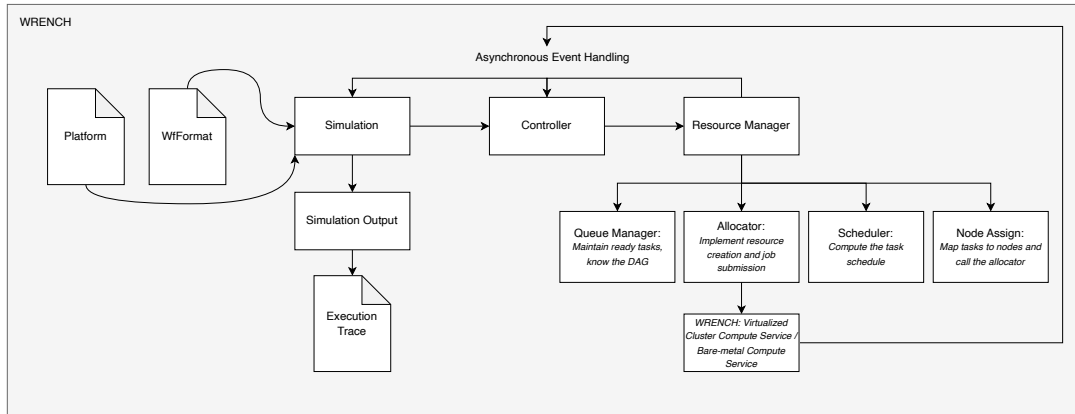 WRENCH
Asynchronous Event Handling
Platform
WfFormat
Simulation
Controller
Resource Manager
Simulation Output
Queue Manager:
Maintain ready tasks,
know the DAG
Allocator:
Implement resource
creation and job
submission
Scheduler:
Compute the task
schedule
Node Assign:
Map tasks to nodes and
call the allocator
Execution
Trace
WRENCH: Virtualized
Cluster Compute Service /
Bare-metal Compute
Service